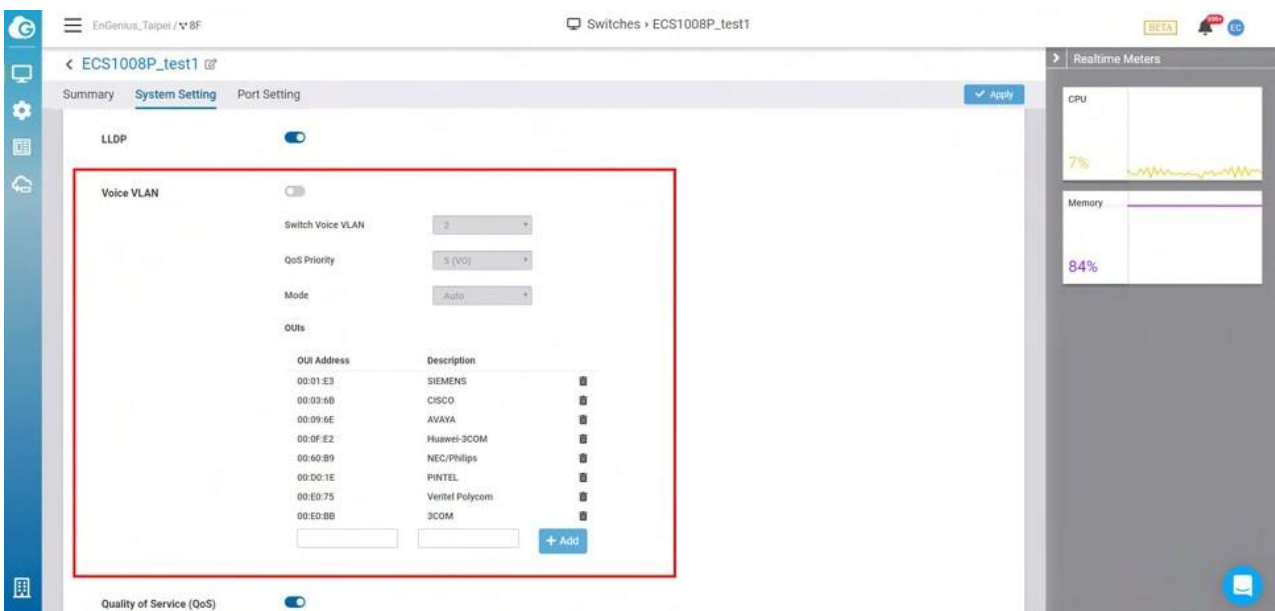 EnGenius_Taipei / 8F
Switches › ECS1008P_test1
BETA
999+
EC
ECS1008P_test1
Realtime Meters
Summary System Setting Port Setting
Apply
CPU
7%
Memory
84%
LLDP
Voice VLAN
Switch Voice VLAN 2
QoS Priority 5 (VO)
Mode Auto
OUIs
OUI Address Description
00:01:E3 SIEMENS
00:03:6B CISCO
00:09:6E AVAYA
00:0F:E2 Huawei-3COM
00:60:B9 NEC/Philips
00:D0:1E PINTEL
00:E0:75 Veritel Polycom
00:E0:BB 3COM
+ Add
Quality of Service (QoS)